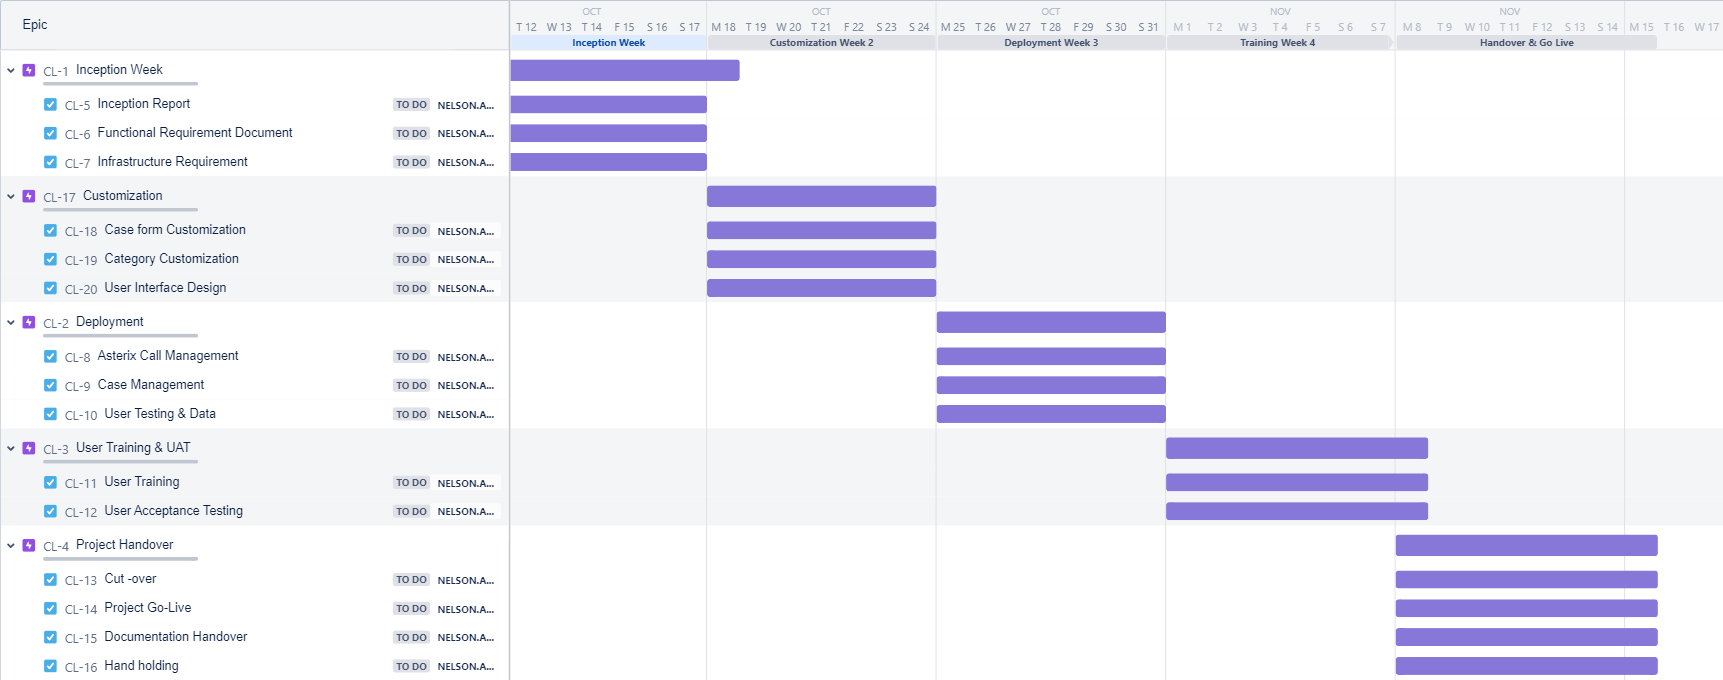 Epic
OCT OCT OCT NOV NOV
T 12 W 13 T 14 F 15 S 16 S 17 M 18 T 19 W 20 T 21 F 22 S 23 S 24 M 25 T 26 W 27 T 28 F 29 S 30 S 31 M 1 T 2 W 3 T 4 F 5 S 6 S 7 M 8 T 9 W 10 T 11 F 12 S 13 S 14 M 15 T 16 W 17
Inception Week Customization Week 2 Deployment Week 3 Training Week 4 Handover & Go Live
CL-1 Inception Week
CL-5 Inception Report TO DO NELSON.A...
CL-6 Functional Requirement Document TO DO NELSON.A...
CL-7 Infrastructure Requirement TO DO NELSON.A...
CL-17 Customization
CL-18 Case form Customization TO DO NELSON.A...
CL-19 Category Customization TO DO NELSON.A...
CL-20 User Interface Design TO DO NELSON.A...
CL-2 Deployment
CL-8 Asterix Call Management TO DO NELSON.A...
CL-9 Case Management TO DO NELSON.A...
CL-10 User Testing & Data TO DO NELSON.A...
CL-3 User Training & UAT
CL-11 User Training TO DO NELSON.A...
CL-12 User Acceptance Testing TO DO NELSON.A...
CL-4 Project Handover
CL-13 Cut -over TO DO NELSON.A...
CL-14 Project Go-Live TO DO NELSON.A...
CL-15 Documentation Handover TO DO NELSON.A...
CL-16 Hand holding TO DO NELSON.A...